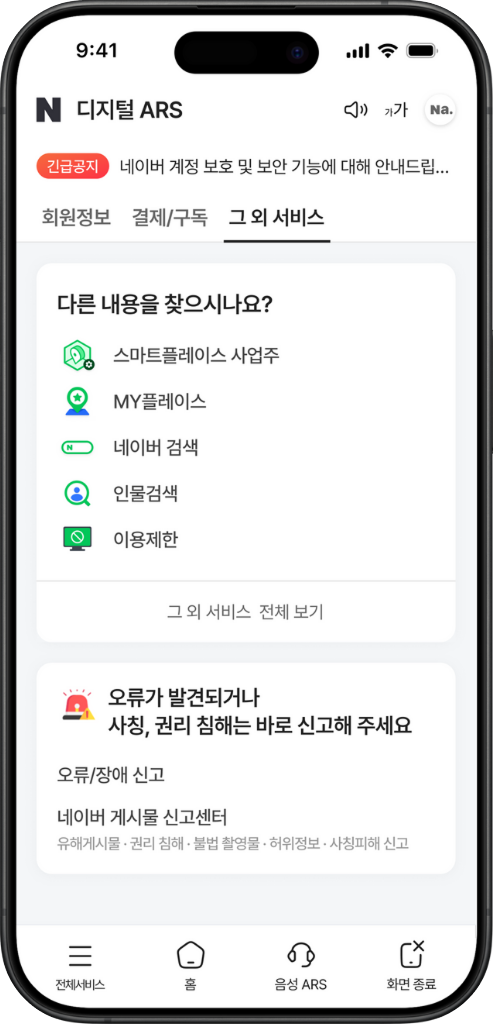 9:41
N 디지털 ARS 가가 Na.
긴급공지 네이버 계정 보호 및 보안 기능에 대해 안내드립...
회원정보 결제/구독 그 외 서비스
다른 내용을 찾으시나요?
스마트플레이스 사업주
MY플레이스
N 네이버 검색
인물검색
이용제한
그 외 서비스 전체 보기
오류가 발견되거나
사칭, 권리 침해는 바로 신고해 주세요
오류/장애 신고
네이버 게시물 신고센터
유해게시물 · 권리 침해 · 불법 촬영물 · 허위정보 · 사칭피해 신고
전체서비스 홈 음성 ARS 화면 종료